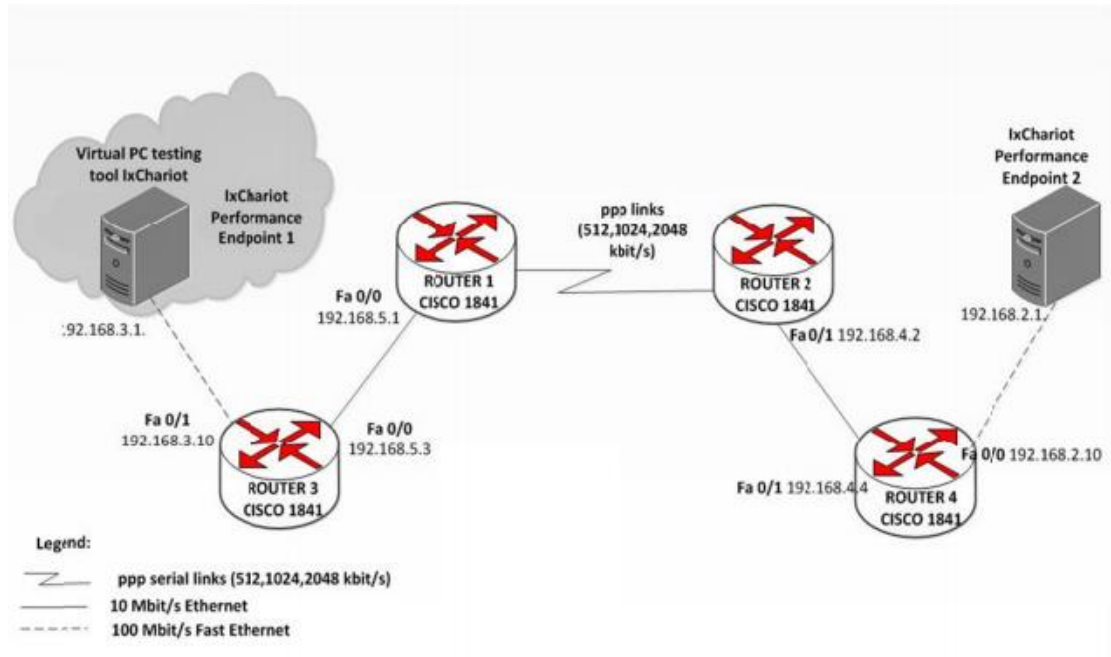 Virtual PC testing
tool IxChariot
IxChariot
Performance
Endpoint 1
192.168.3.1.
Fa 0/1
192.168.3.10
ROUTER 3
CISCO 1841
Fa 0/0
192.168.5.3
Fa 0/0
192.168.5.1
ROUTER 1
CISCO 1841
ppp links
(512,1024,2048
kbit/s)
ROUTER 2
CISCO 1841
Fa 0/1 192.168.4.2
IxChariot
Performance
Endpoint 2
192.168.2.1.
Fa 0/0 192.168.2.10
Fa 0/1 192.168.4.4
ROUTER 4
CISCO 1841
Legend:
ppp serial links (512,1024,2048 kbit/s)
10 Mbit/s Ethernet
100 Mbit/s Fast Ethernet